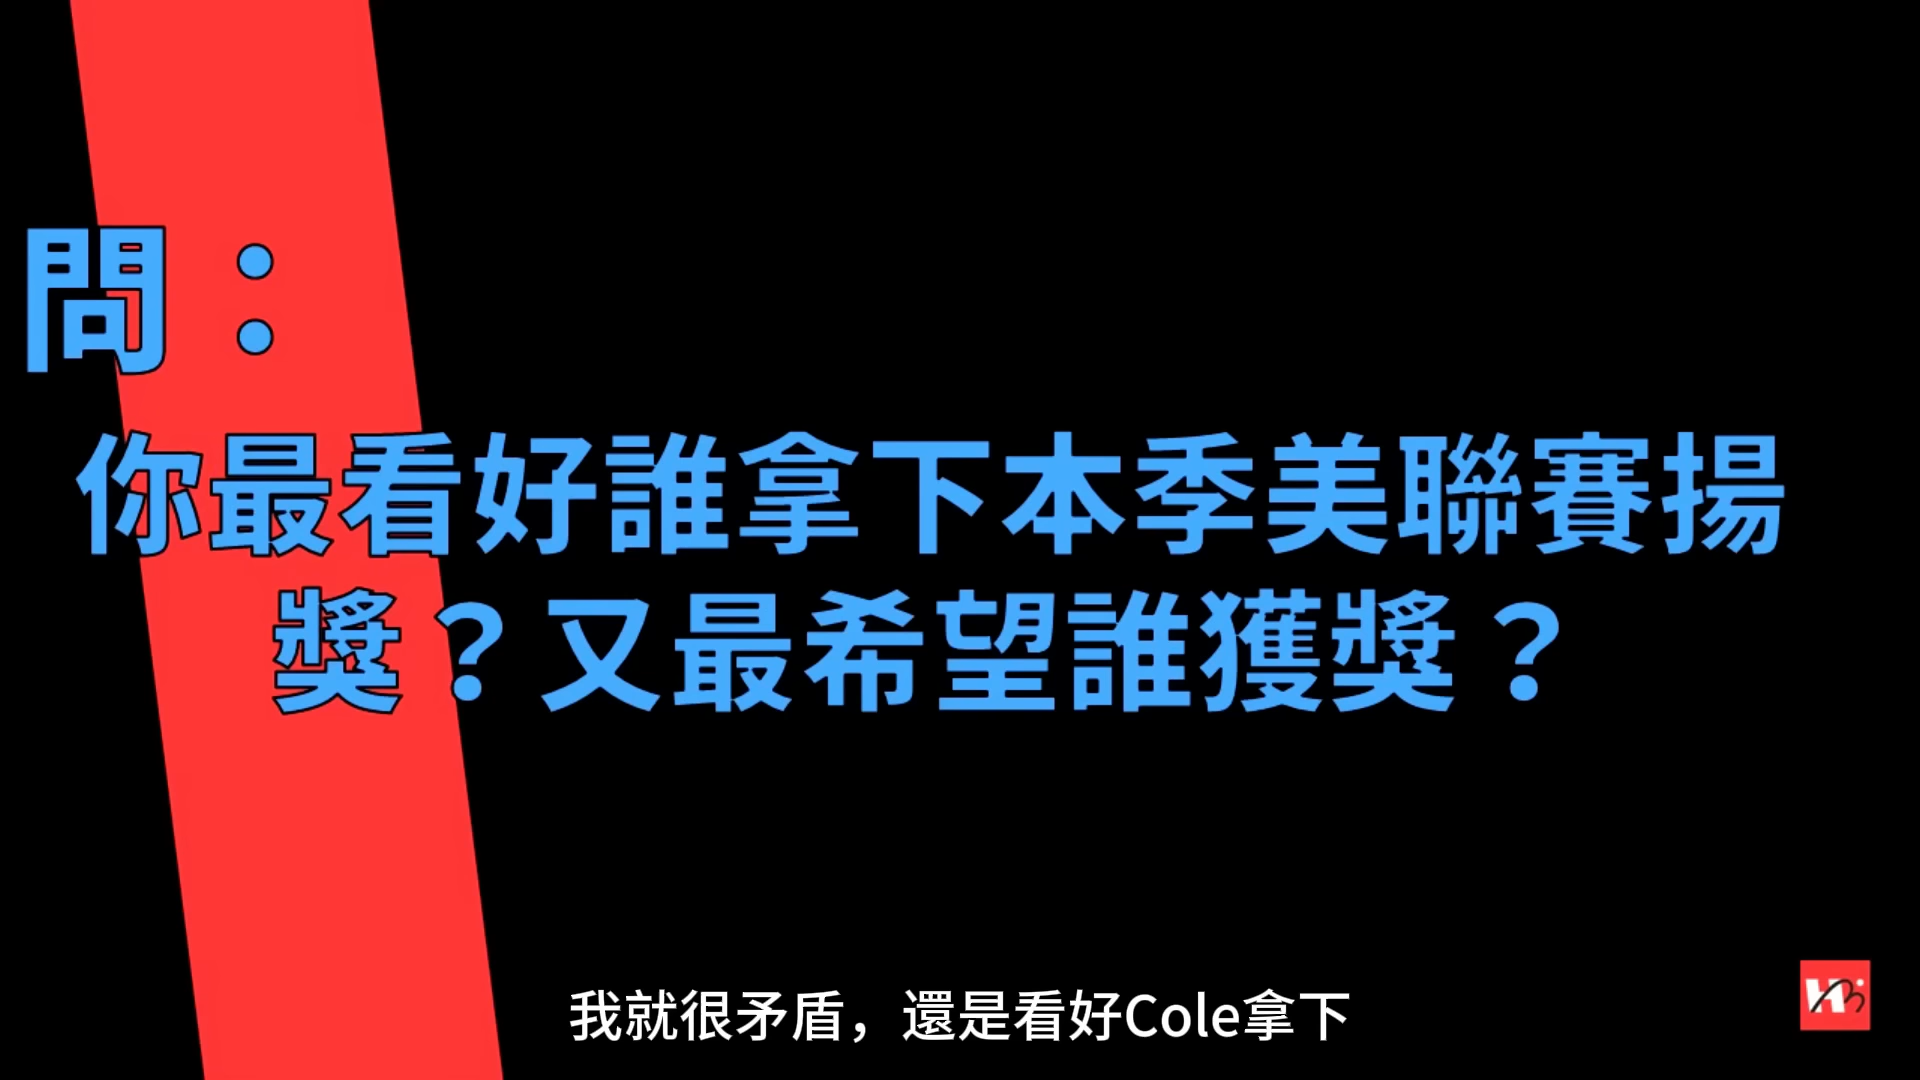 問：
你最看好誰拿下本季美聯賽揚
獎？又最希望誰獲獎？
我就很矛盾，還是看好Cole拿下